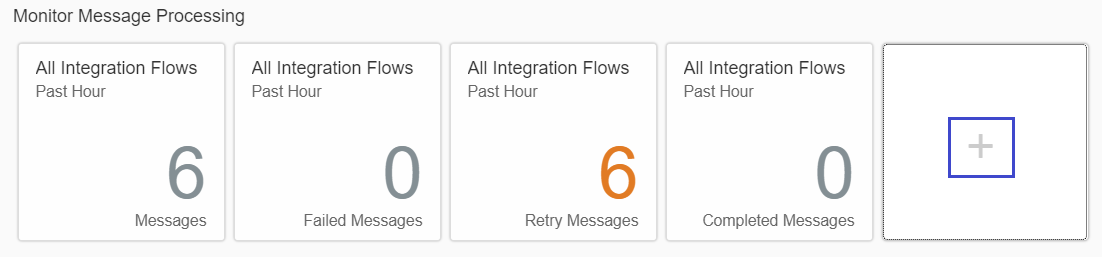 Monitor Message Processing
All Integration Flows
Past Hour
6
Messages
All Integration Flows
Past Hour
0
Failed Messages
All Integration Flows
Past Hour
6
Retry Messages
All Integration Flows
Past Hour
0
Completed Messages
+